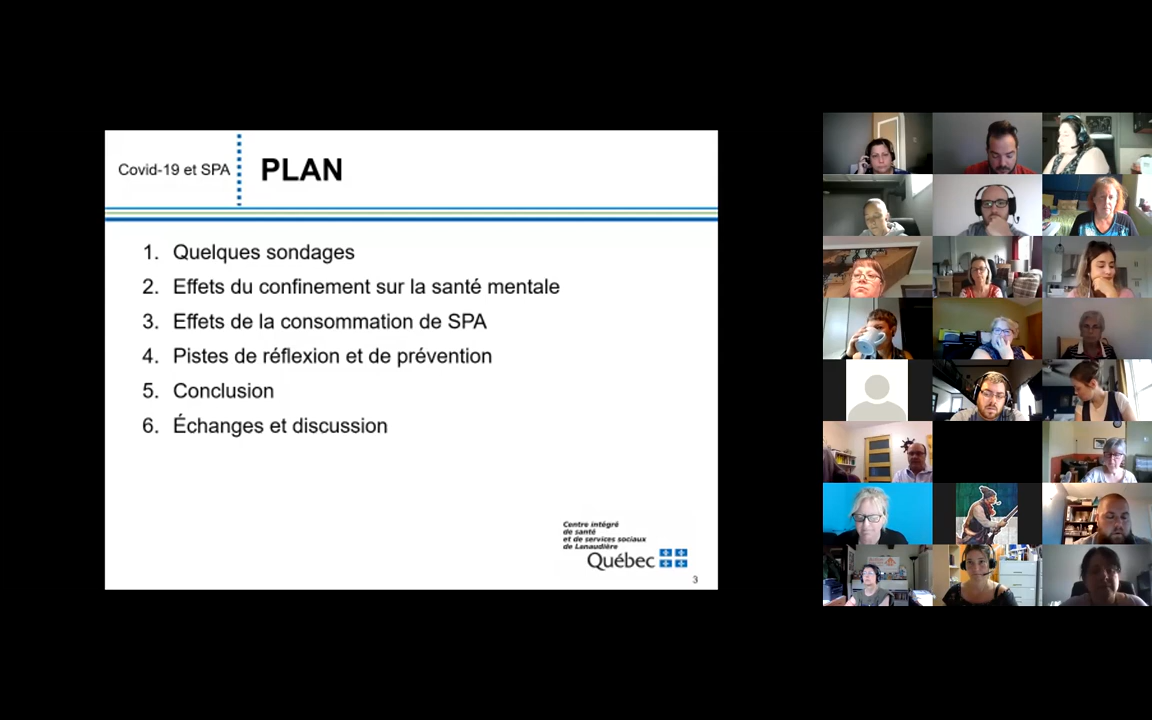 Covid-19 et SPA
PLAN
1. Quelques sondages
2. Effets du confinement sur la santé mentale
3. Effets de la consommation de SPA
4. Pistes de réflexion et de prévention
5. Conclusion
6. Échanges et discussion
Centre intégré
de santé
et de services sociaux
de Lanaudière
Québec
3